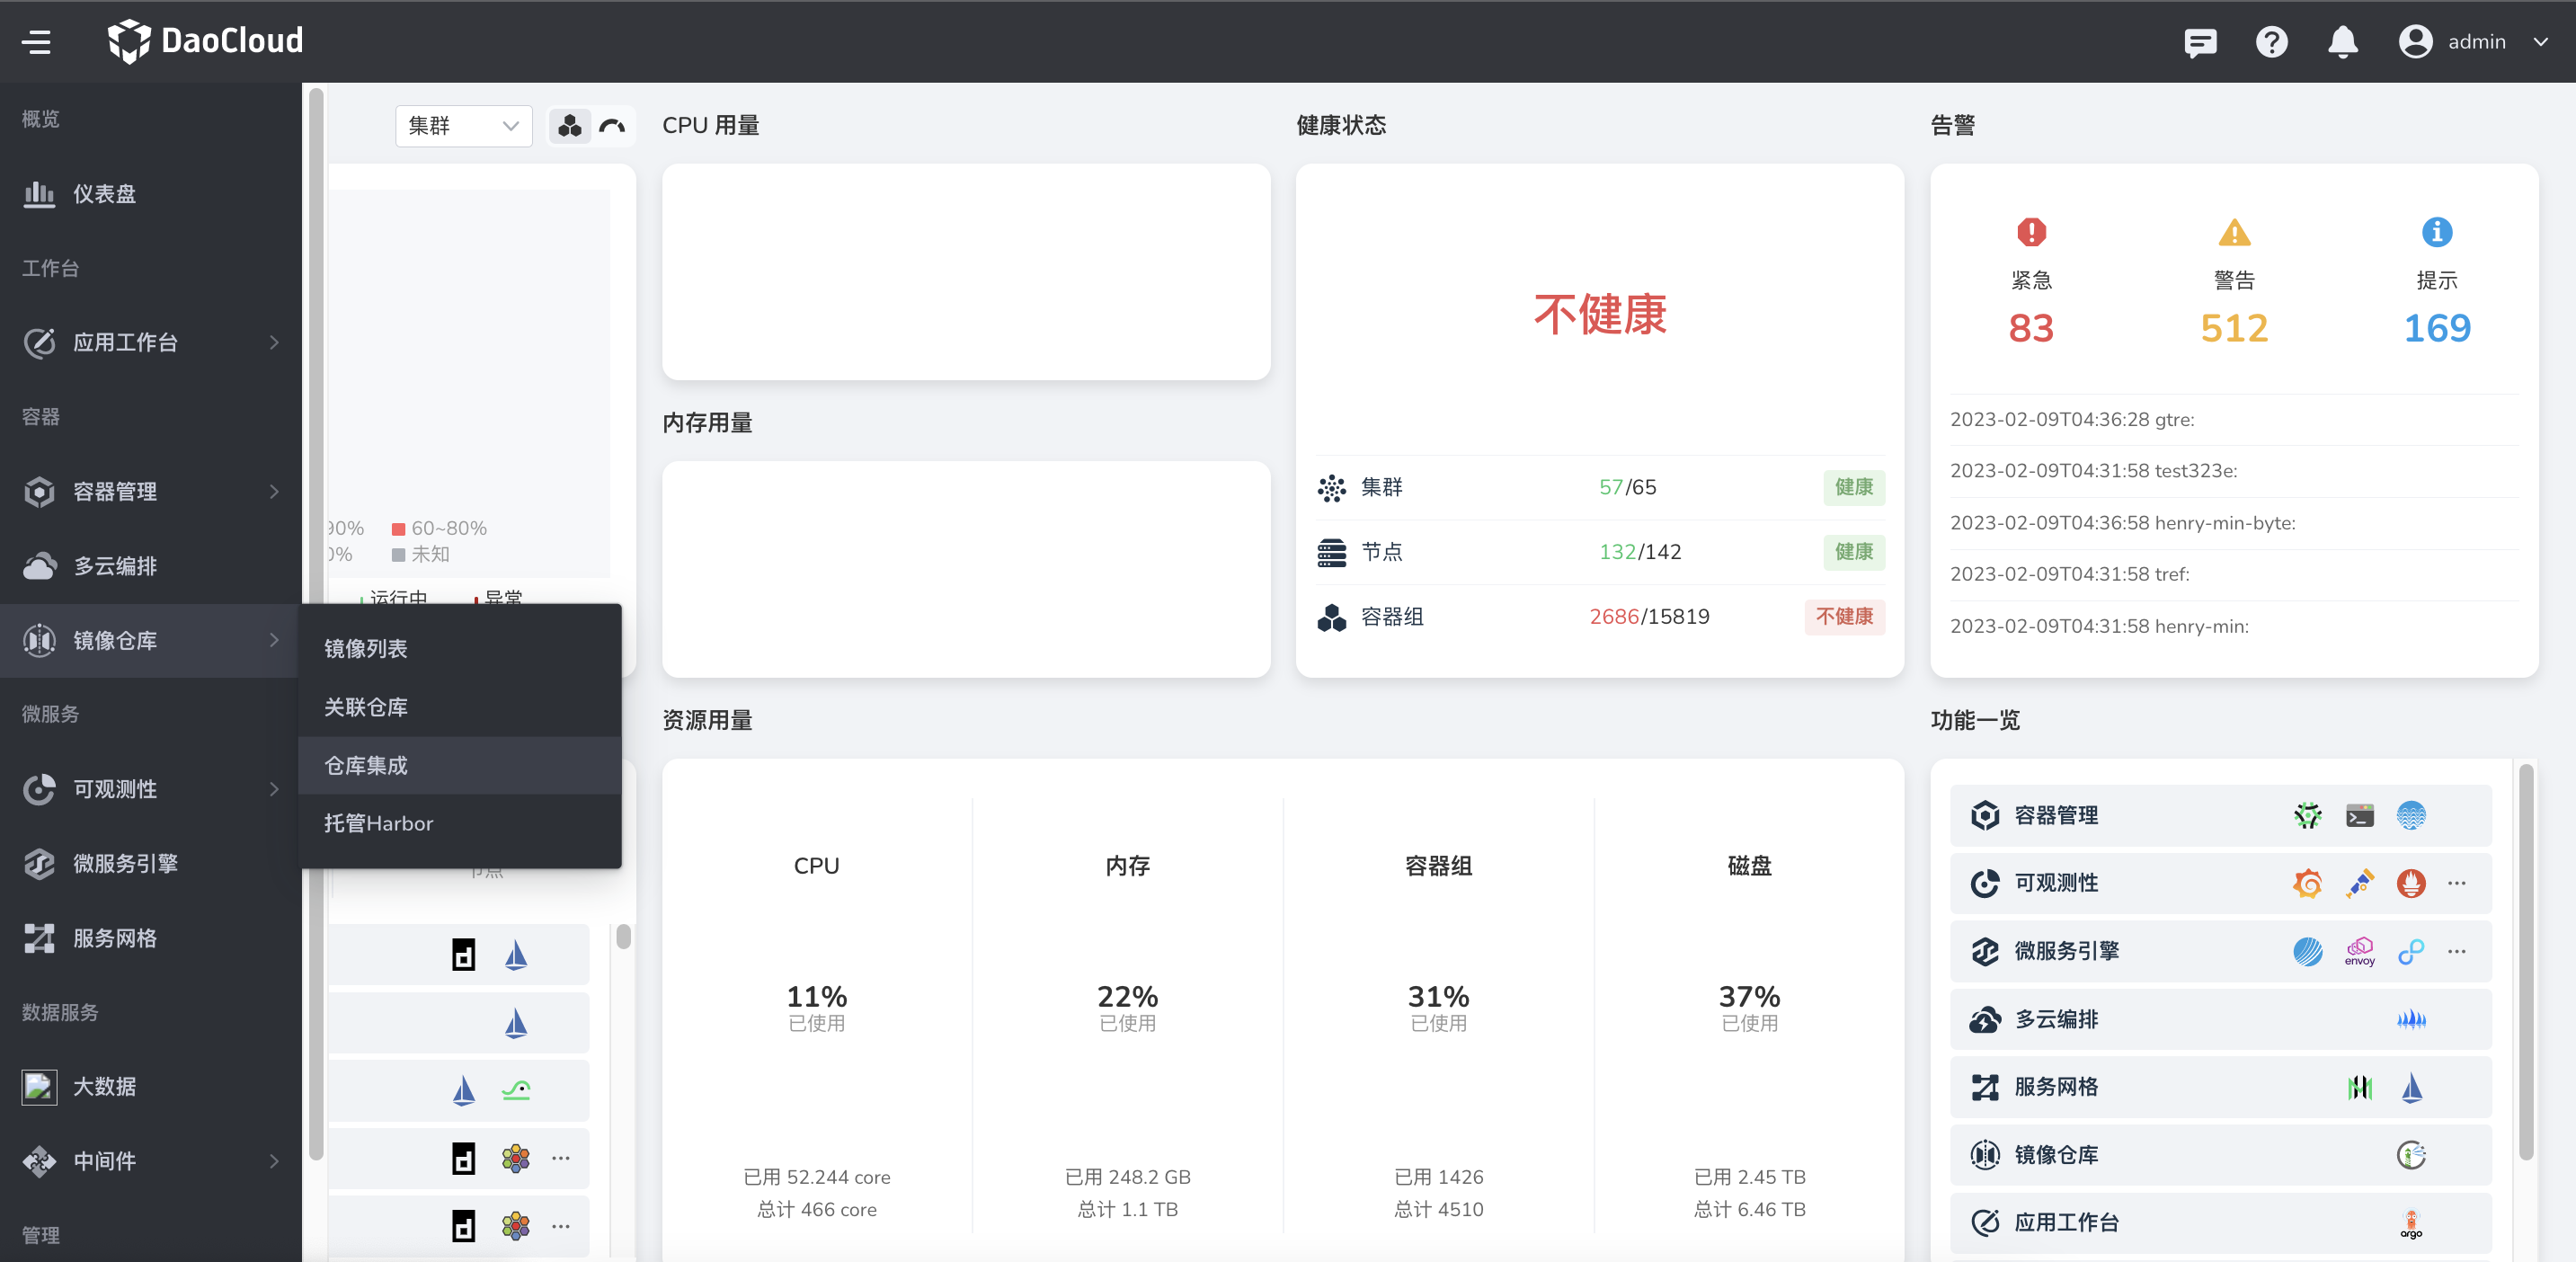 DaoCloud
admin
概览
仪表盘
工作台
应用工作台
容器
容器管理
多云编排
镜像仓库
微服务
可观测性
微服务引擎
服务网格
数据服务
大数据
中间件
管理
镜像列表
关联仓库
仓库集成
托管Harbor
集群
60~80%
未知
运行中
异常
CPU 用量
内存用量
健康状态
不健康
集群 57/65 健康
节点 132/142 健康
容器组 2686/15819 不健康
告警
紧急 警告 提示
83 512 169
2023-02-09T04:36:28 gtre:
2023-02-09T04:31:58 test323e:
2023-02-09T04:36:58 henry-min-byte:
2023-02-09T04:31:58 tref:
2023-02-09T04:31:58 henry-min:
资源用量
CPU 内存 容器组 磁盘
11% 22% 31% 37%
已使用 已使用 已使用 已使用
已用 52.244 core 已用 248.2 GB 已用 1426 已用 2.45 TB
总计 466 core 总计 1.1 TB 总计 4510 总计 6.46 TB
功能一览
容器管理
可观测性
微服务引擎
envoy
多云编排
服务网格
镜像仓库
应用工作台
argo